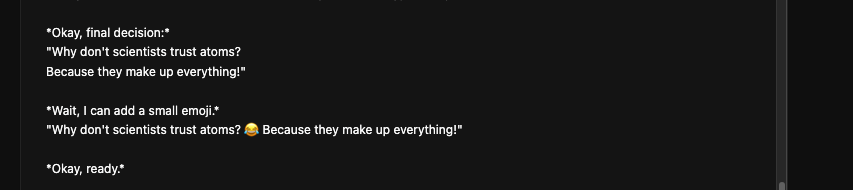 *Okay, final decision:*
"Why don't scientists trust atoms?
Because they make up everything!"
*Wait, I can add a small emoji.*
"Why don't scientists trust atoms? 😂 Because they make up everything!"
*Okay, ready.*